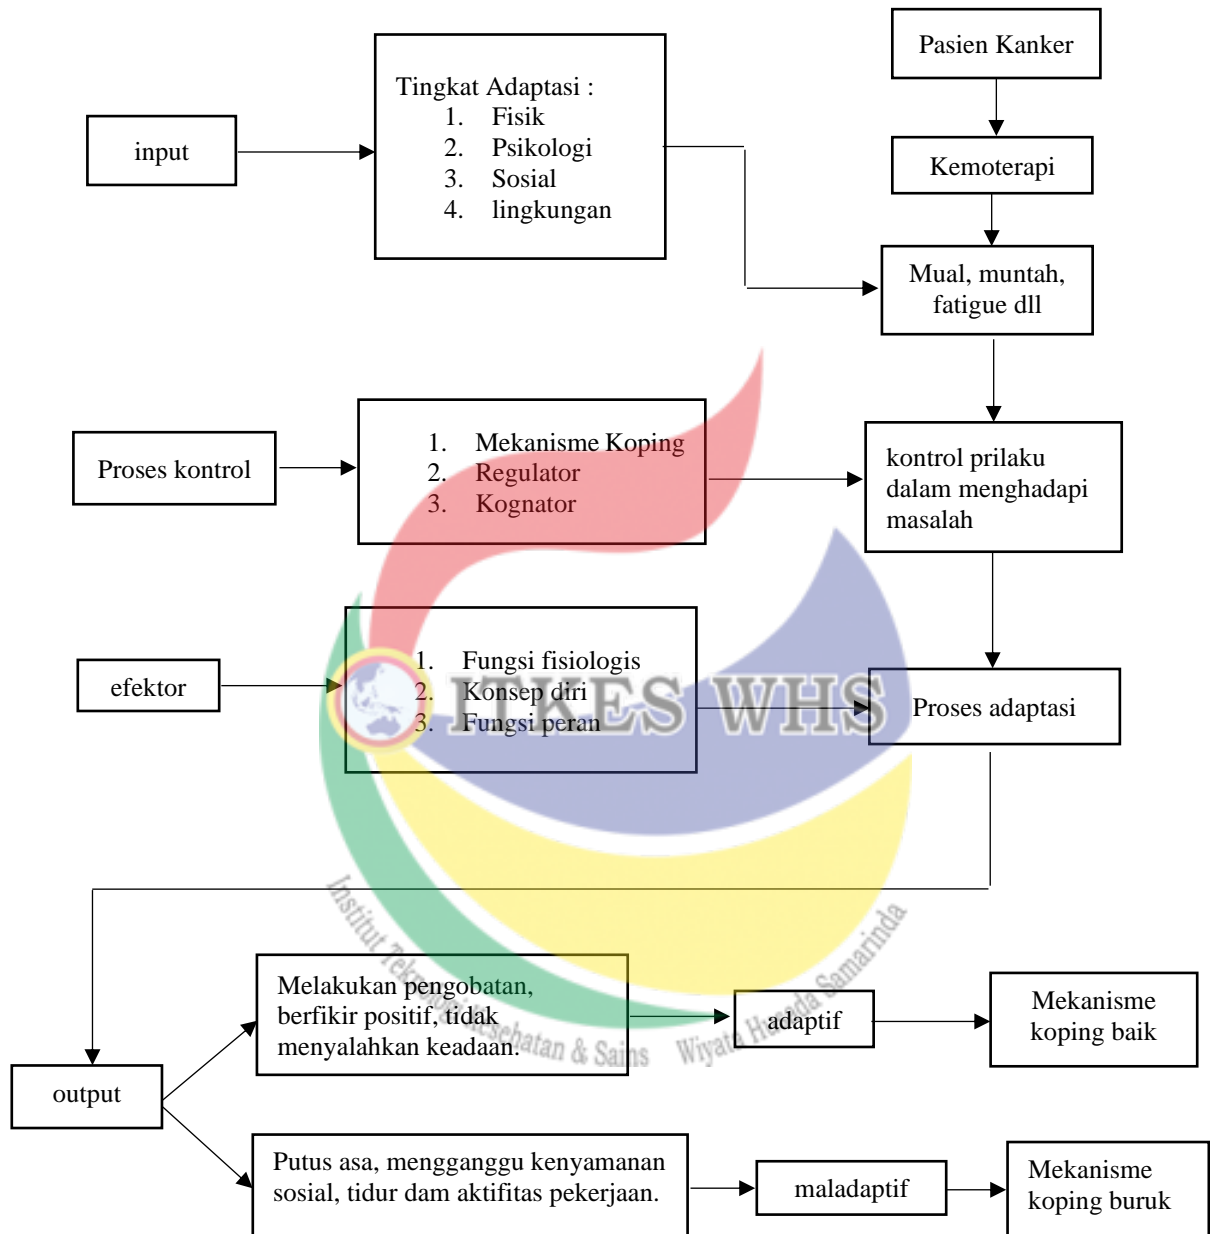 Pasien Kanker
Tingkat Adaptasi :
1. Fisik
2. Psikologi
3. Sosial
4. lingkungan
input
Kemoterapi
Mual, muntah,
fatigue dll
Proses kontrol
1. Mekanisme Koping
2. Regulator
3. Kognator
kontrol prilaku
dalam menghadapi
masalah
efektor
1. Fungsi fisiologis
2. Konsep diri
3. Fungsi peran
ITKES WHS
Proses adaptasi
Institut Teknologi Kesehatan & Sains Wiyata Husada Samarinda
Melakukan pengobatan,
berfikir positif, tidak
menyalahkan keadaan.
adaptif
Mekanisme
koping baik
output
Putus asa, mengganggu kenyamanan
sosial, tidur dam aktifitas pekerjaan.
maladaptif
Mekanisme
koping buruk